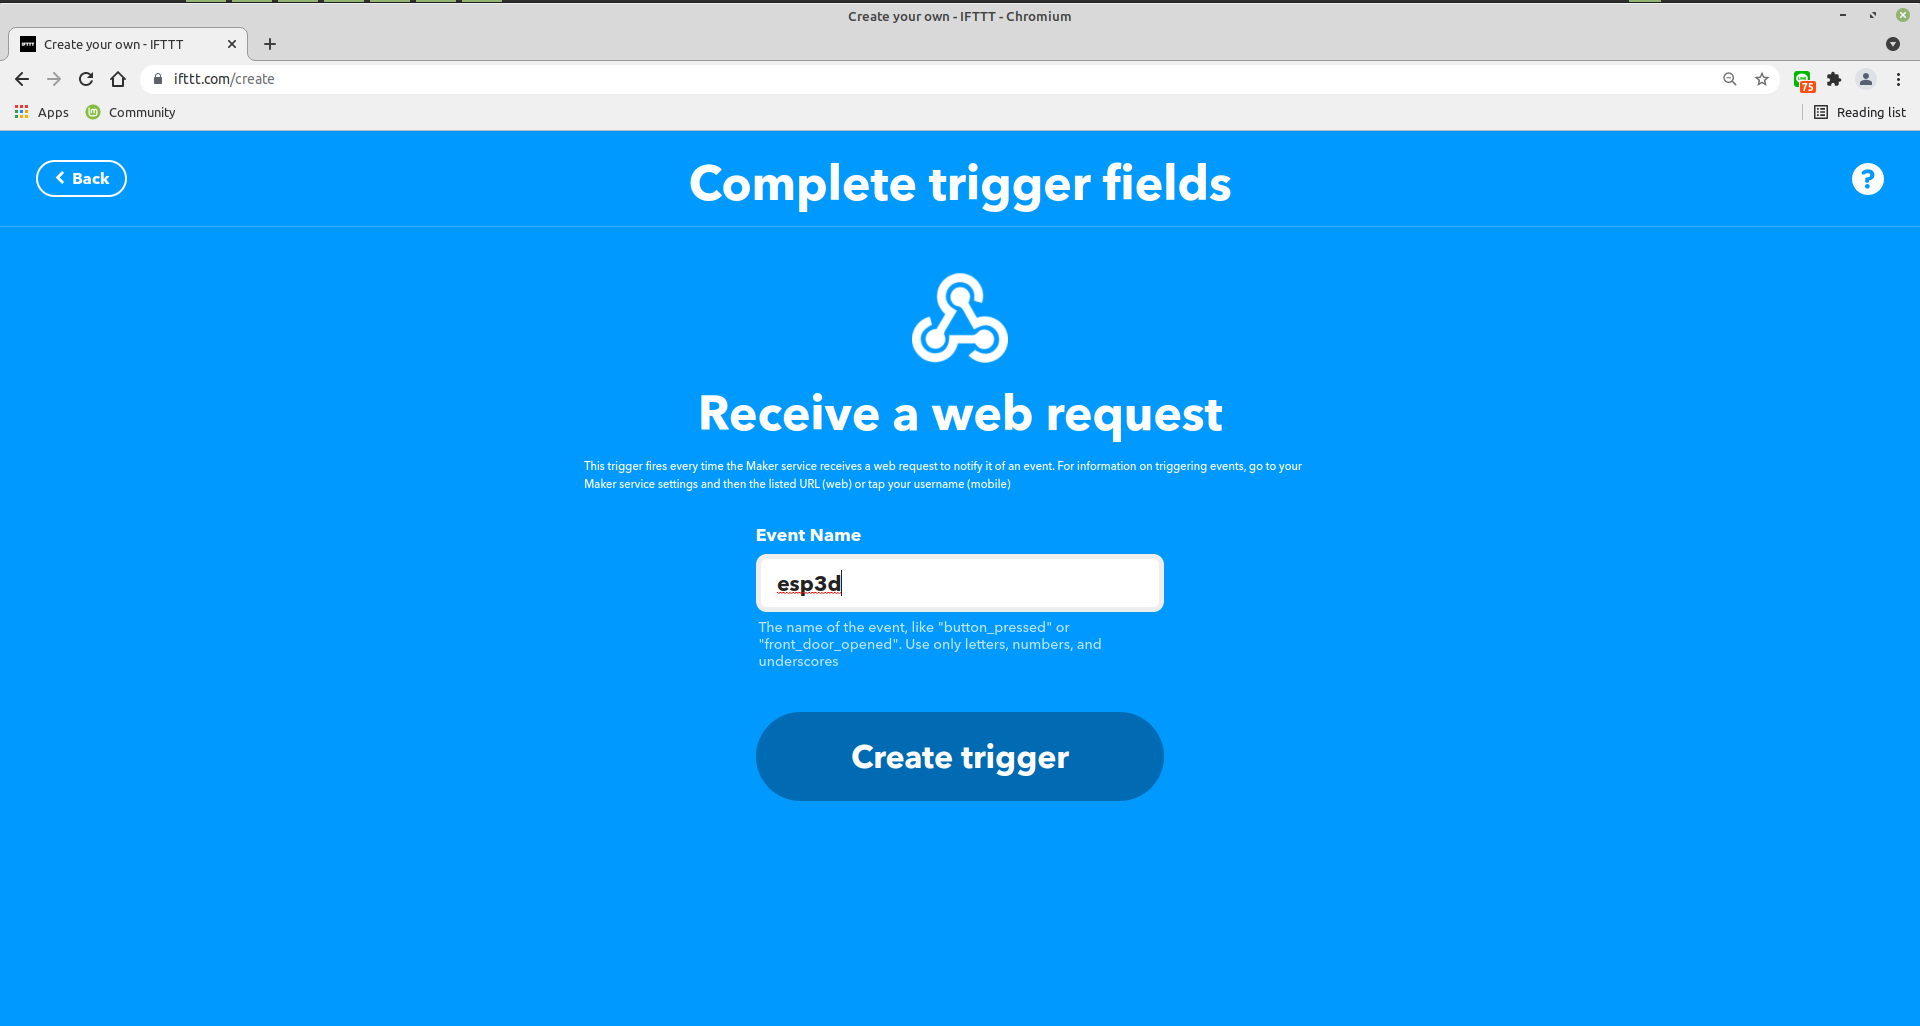 Create your own - IFTTT - Chromium
IFTTT
Create your own - IFTTT
ifttt.com/create
75
Apps
Community
Reading list
Back
Complete trigger fields
?
Receive a web request
This trigger fires every time the Maker service receives a web request to notify it of an event. For information on triggering events, go to your
Maker service settings and then the listed URL (web) or tap your username (mobile)
Event Name
esp3d
The name of the event, like "button_pressed" or
"front_door_opened". Use only letters, numbers, and
underscores
Create trigger